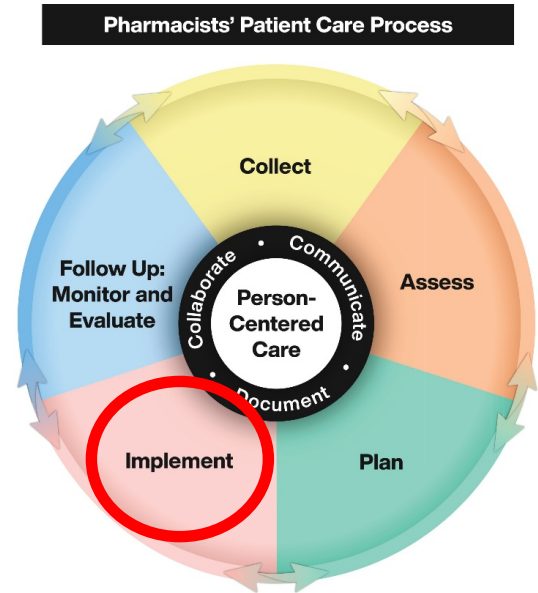 Pharmacists' Patient Care Process
Collect
Assess
Plan
Implement
Follow Up:
Monitor and
Evaluate
Collaborate • Communicate • Document •
Person-
Centered
Care